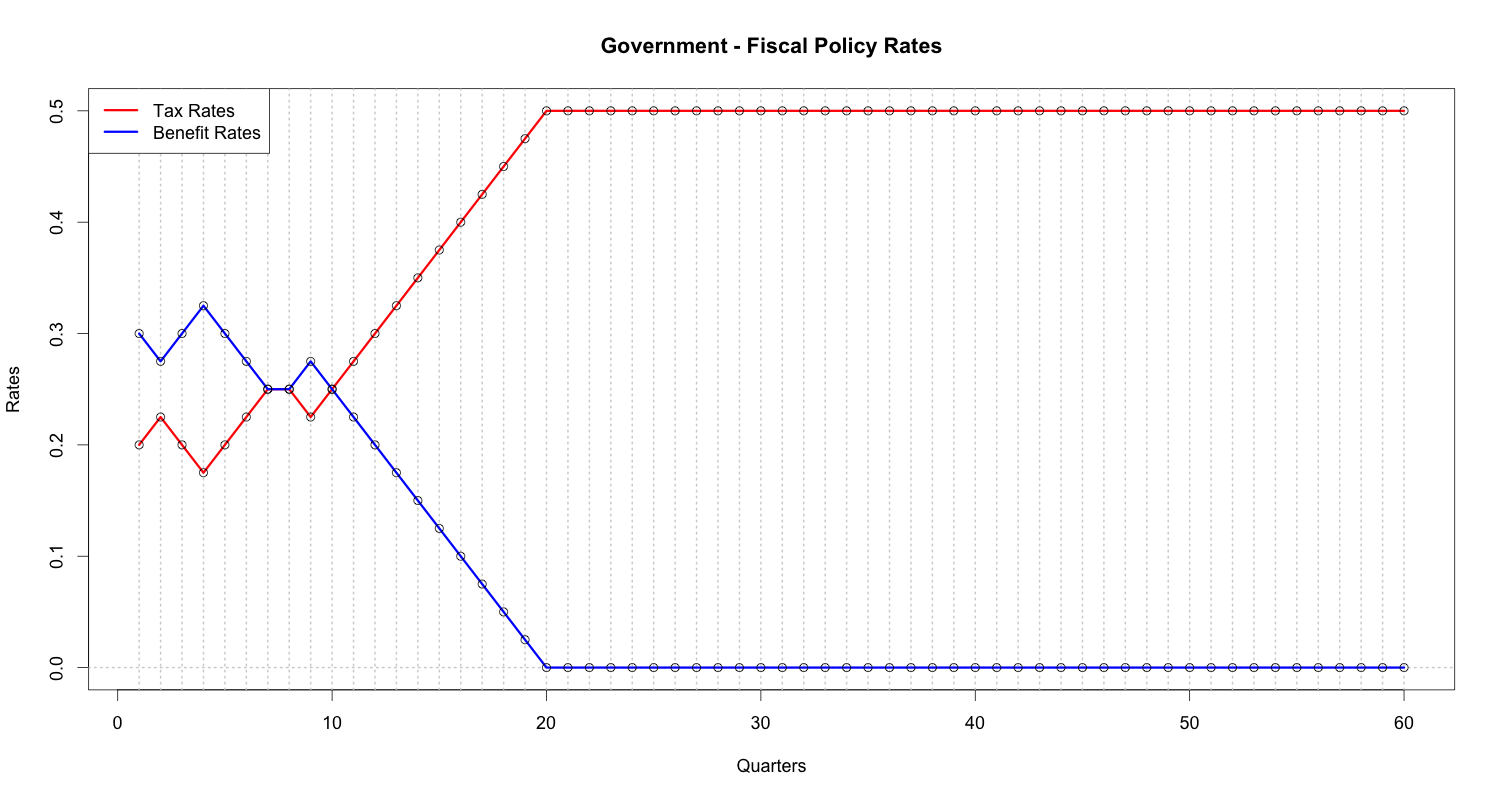 Government - Fiscal Policy Rates
Tax Rates
Benefit Rates
0.5
0.4
0.3
0.2
0.1
0.0
Rates
0 10 20 30 40 50 60
Quarters